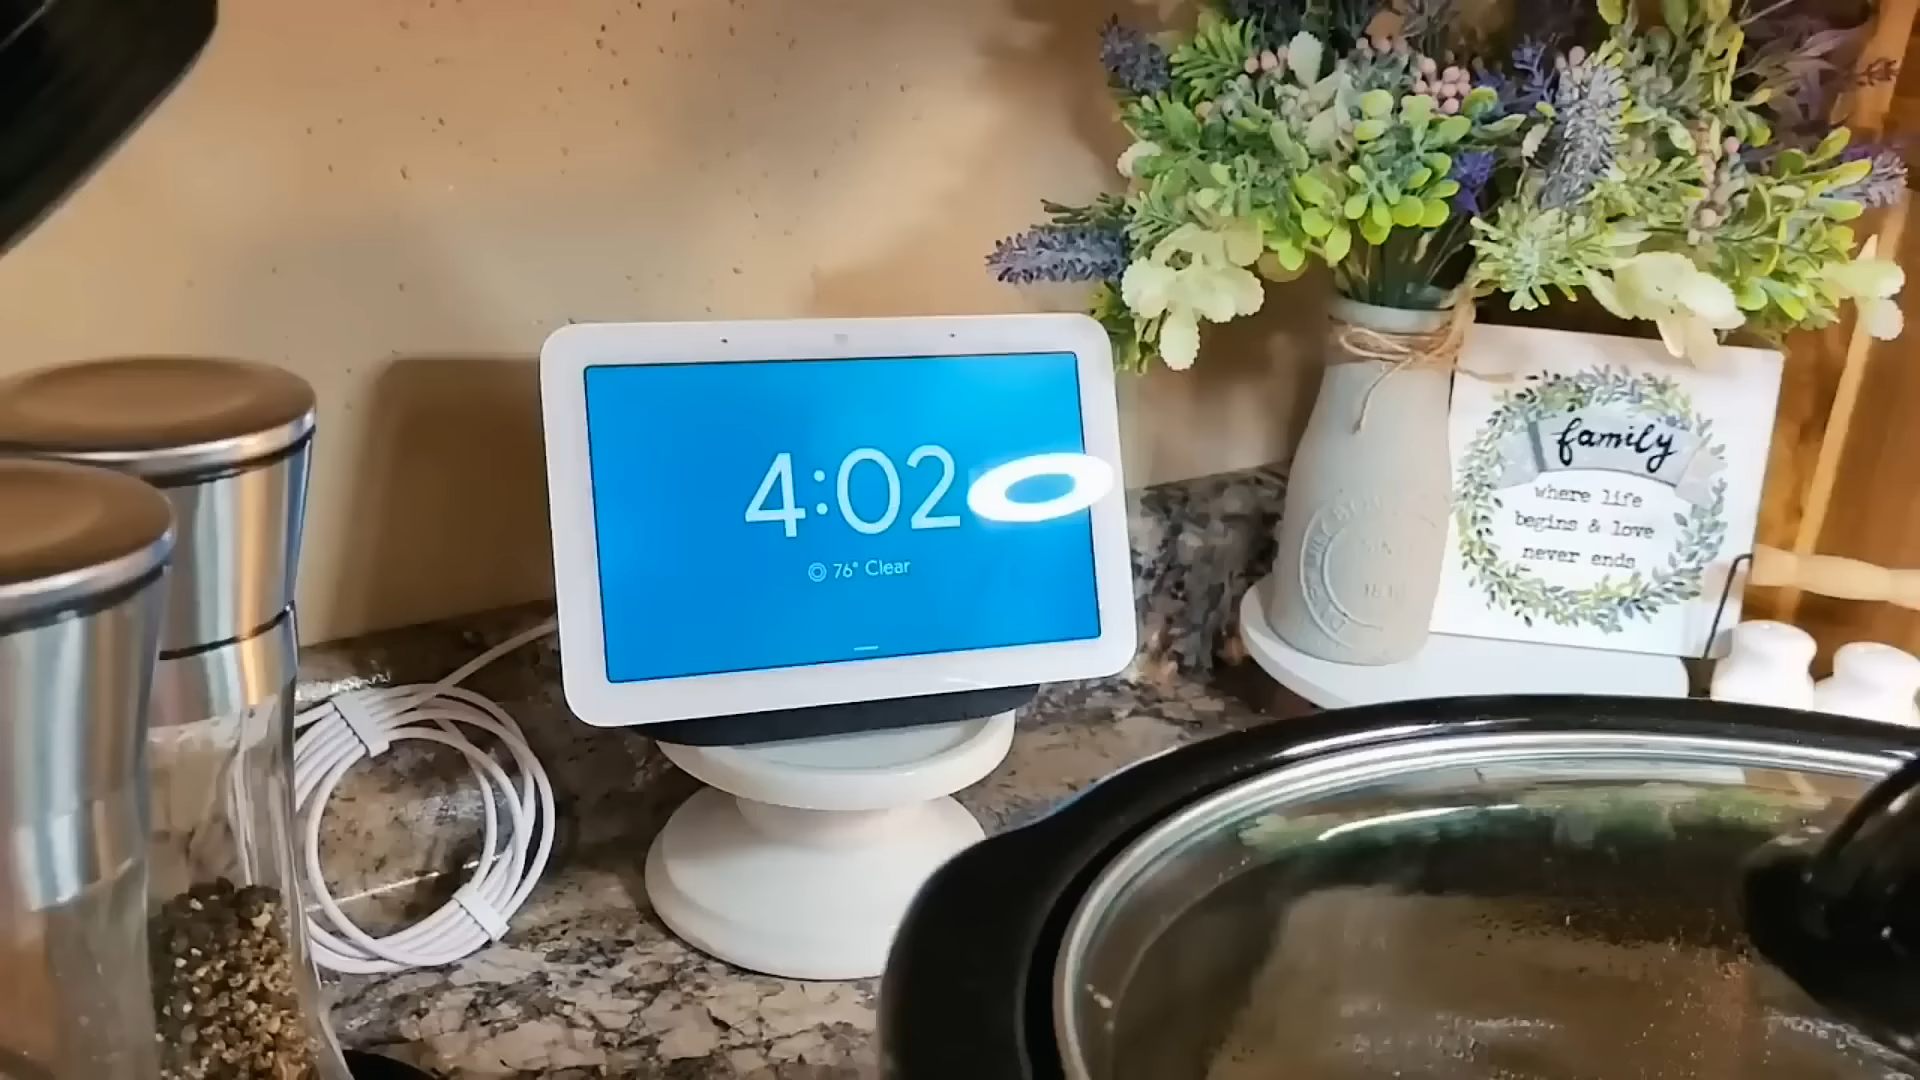 4:02
76° Clear
family
where life
begins & love
never ends